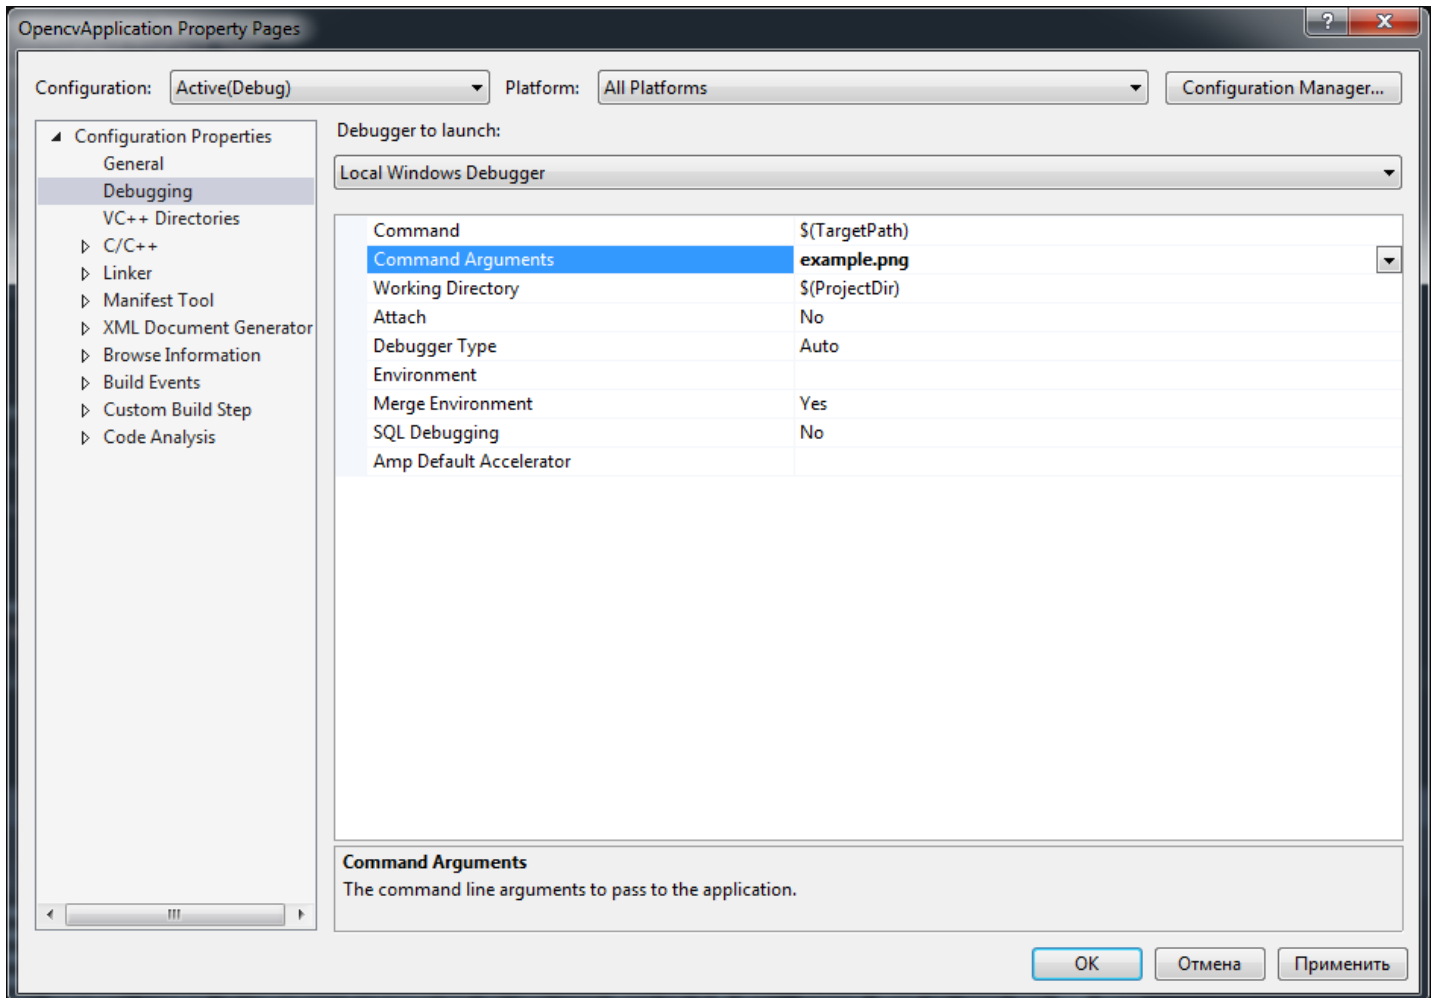 OpencvApplication Property Pages
?
X
Configuration: Active(Debug) Platform: All Platforms Configuration Manager...
Configuration Properties
General
Debugging
VC++ Directories
C/C++
Linker
Manifest Tool
XML Document Generator
Browse Information
Build Events
Custom Build Step
Code Analysis
Debugger to launch:
Local Windows Debugger
Command $(TargetPath)
Command Arguments example.png
Working Directory $(ProjectDir)
Attach No
Debugger Type Auto
Environment
Merge Environment Yes
SQL Debugging No
Amp Default Accelerator
Command Arguments
The command line arguments to pass to the application.
OK Отмена Применить